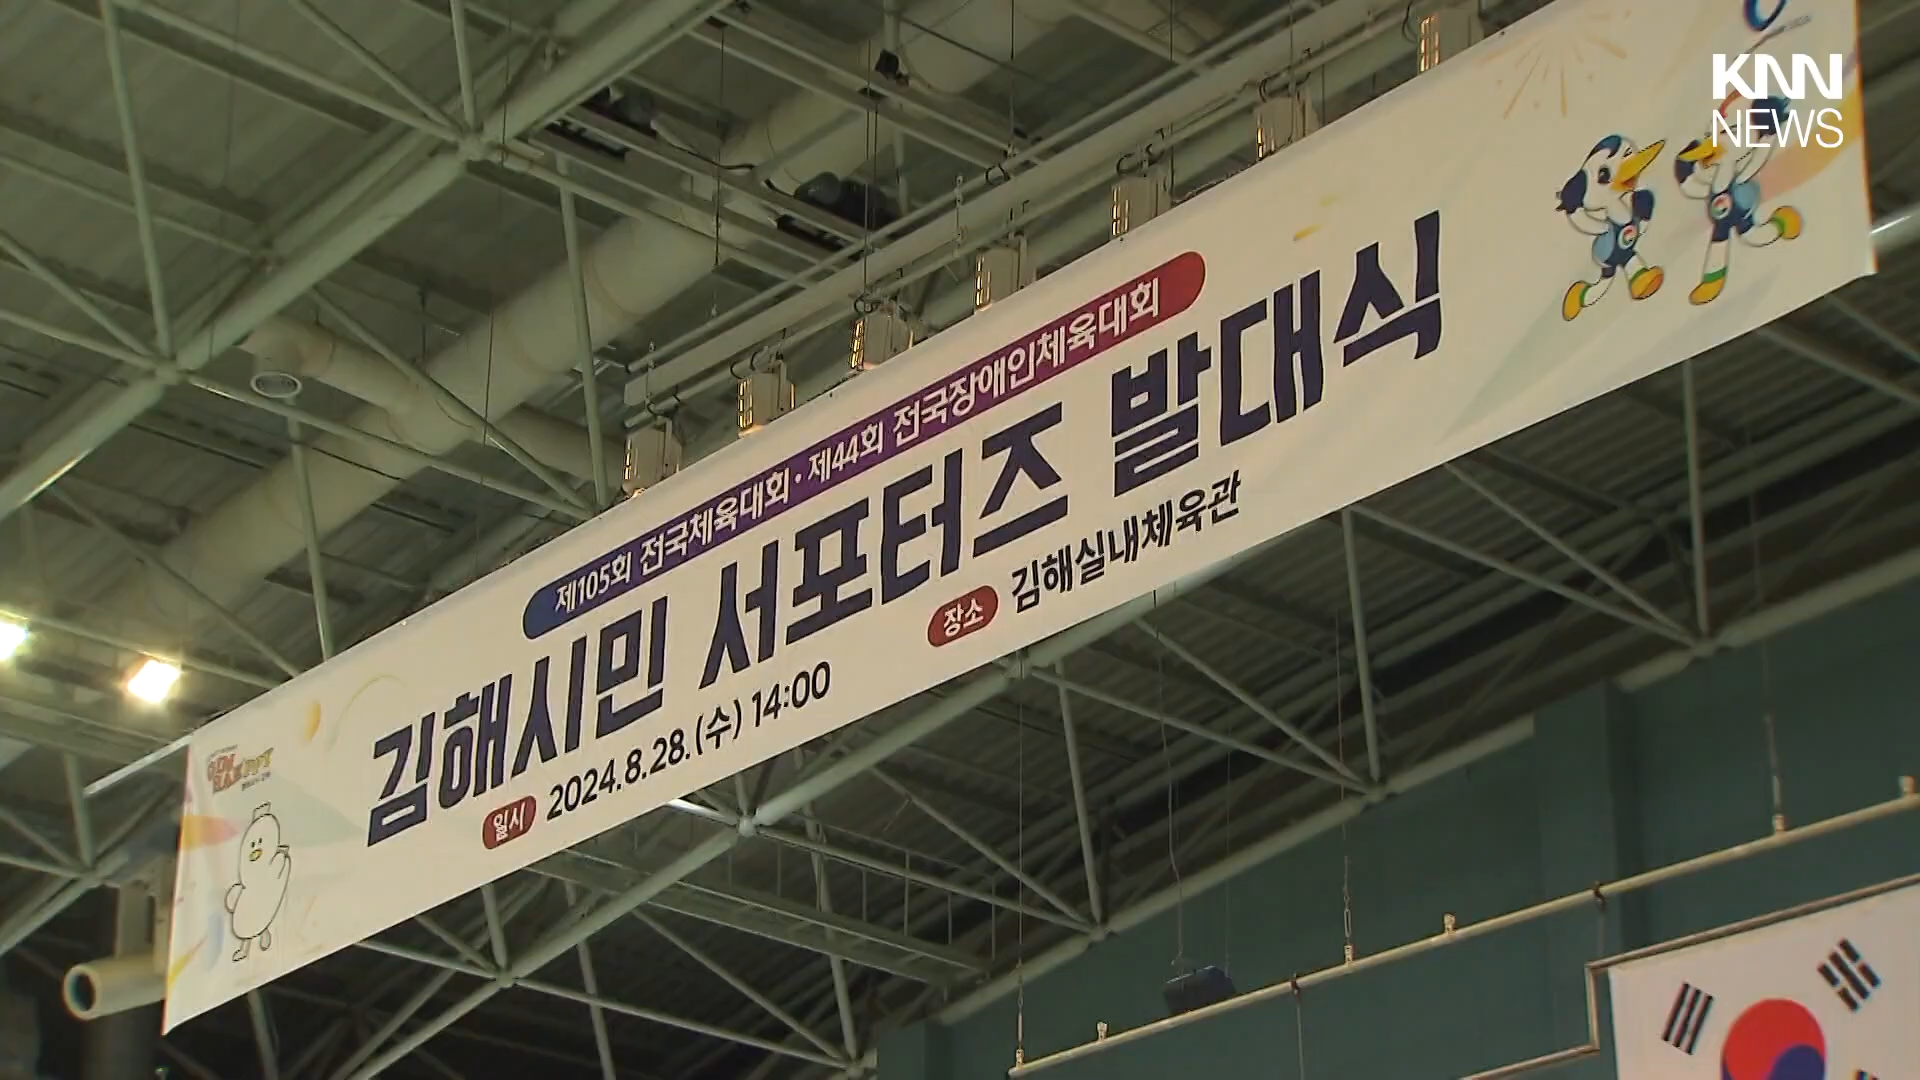 KNN
NEWS
제105회 전국체육대회·제44회 전국장애인체육대회
김해시민 서포터즈 발대식
일시 2024.8.28.(수) 14:00
장소 김해실내체육관